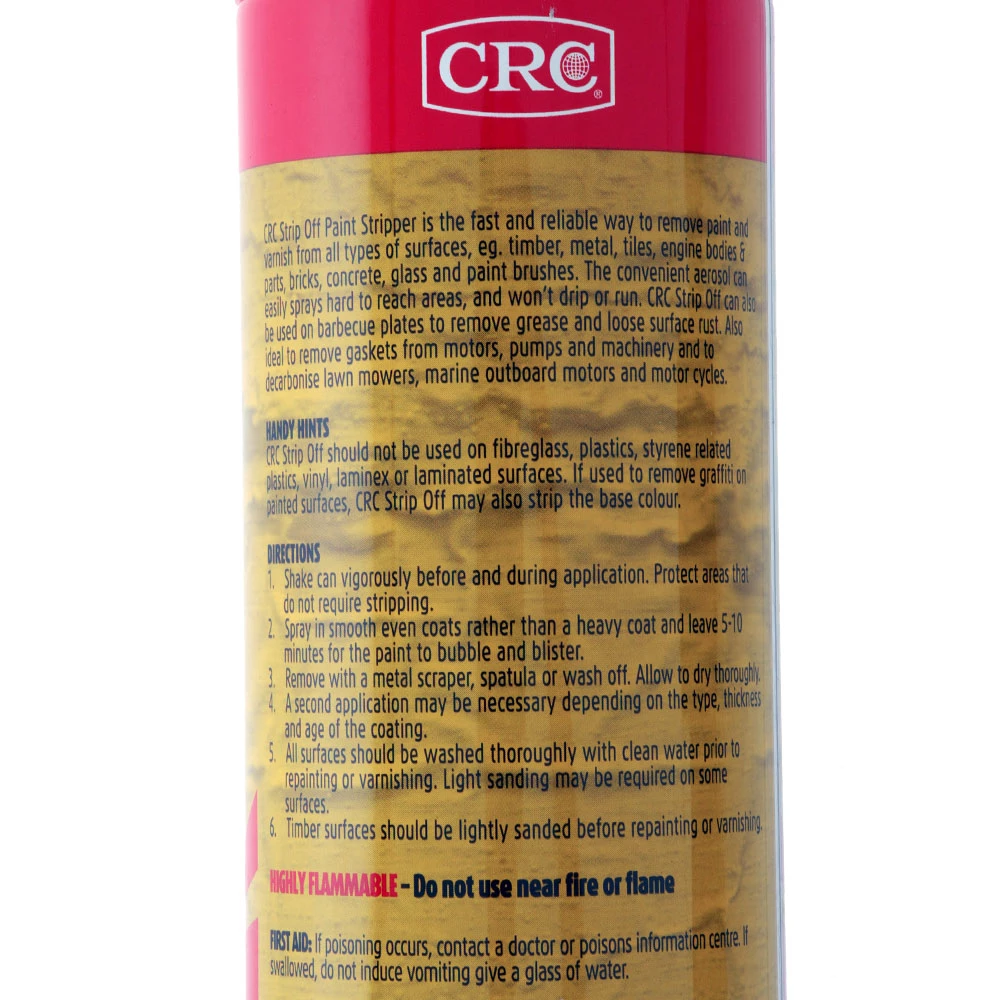 CRC®
CRC Strip Off Paint Stripper is the fast and reliable way to remove paint and
varnish from all types of surfaces, eg. timber, metal, tiles, engine bodies &
parts, bricks, concrete, glass and paint brushes. The convenient aerosol can
easily sprays hard to reach areas, and won't drip or run. CRC Strip Off can also
be used on barbecue plates to remove grease and loose surface rust. Also
ideal to remove gaskets from motors, pumps and machinery and to
decarbonise lawn mowers, marine outboard motors and motor cycles.
HANDY HINTS
CRC Strip Off should not be used on fibreglass, plastics, styrene related
plastics, vinyl, laminex or laminated surfaces. If used to remove graffiti on
painted surfaces, CRC Strip Off may also strip the base colour.
DIRECTIONS
1. Shake can vigorously before and during application. Protect areas that
do not require stripping.
2. Spray in smooth even coats rather than a heavy coat and leave 5-10
minutes for the paint to bubble and blister.
3. Remove with a metal scraper, spatula or wash off. Allow to dry thoroughly.
4. A second application may be necessary depending on the type, thickness
and age of the coating.
5. All surfaces should be washed thoroughly with clean water prior to
repainting or varnishing. Light sanding may be required on some
surfaces.
6. Timber surfaces should be lightly sanded before repainting or varnishing.
HIGHLY FLAMMABLE - Do not use near fire or flame
FIRST AID: If poisoning occurs, contact a doctor or poisons information centre. If
swallowed, do not induce vomiting give a glass of water.